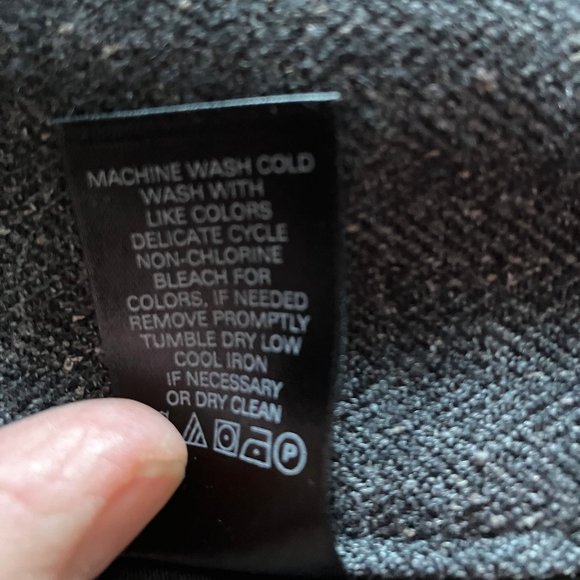 MACHINE WASH COLD
WASH WITH
LIKE COLORS
DELICATE CYCLE
NON-CHLORINE
BLEACH FOR
COLORS, IF NEEDED
REMOVE PROMPTLY
TUMBLE DRY LOW
COOL IRON
IF NECESSARY
OR DRY CLEAN
P